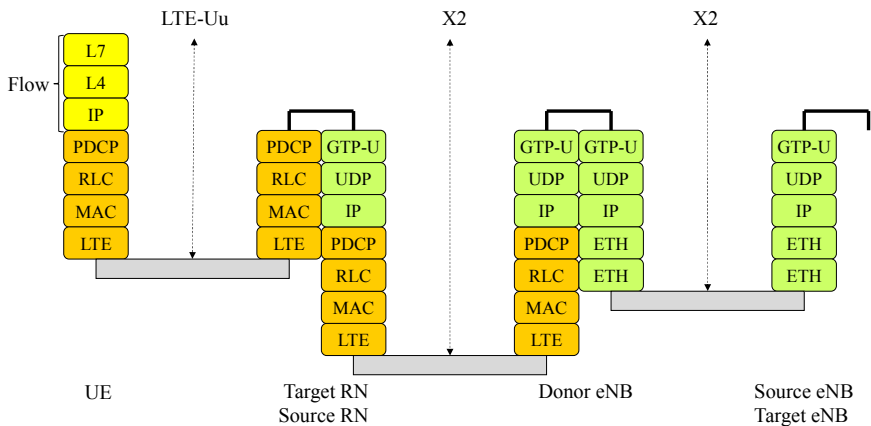 LTE-Uu
X2
X2
Flow
L7
L4
IP
PDCP
RLC
MAC
LTE
PDCP
RLC
MAC
LTE
GTP-U
UDP
IP
PDCP
RLC
MAC
LTE
GTP-U
UDP
IP
PDCP
RLC
MAC
LTE
GTP-U
UDP
IP
ETH
ETH
GTP-U
UDP
IP
ETH
ETH
UE
Target RN
Source RN
Donor eNB
Source eNB
Target eNB